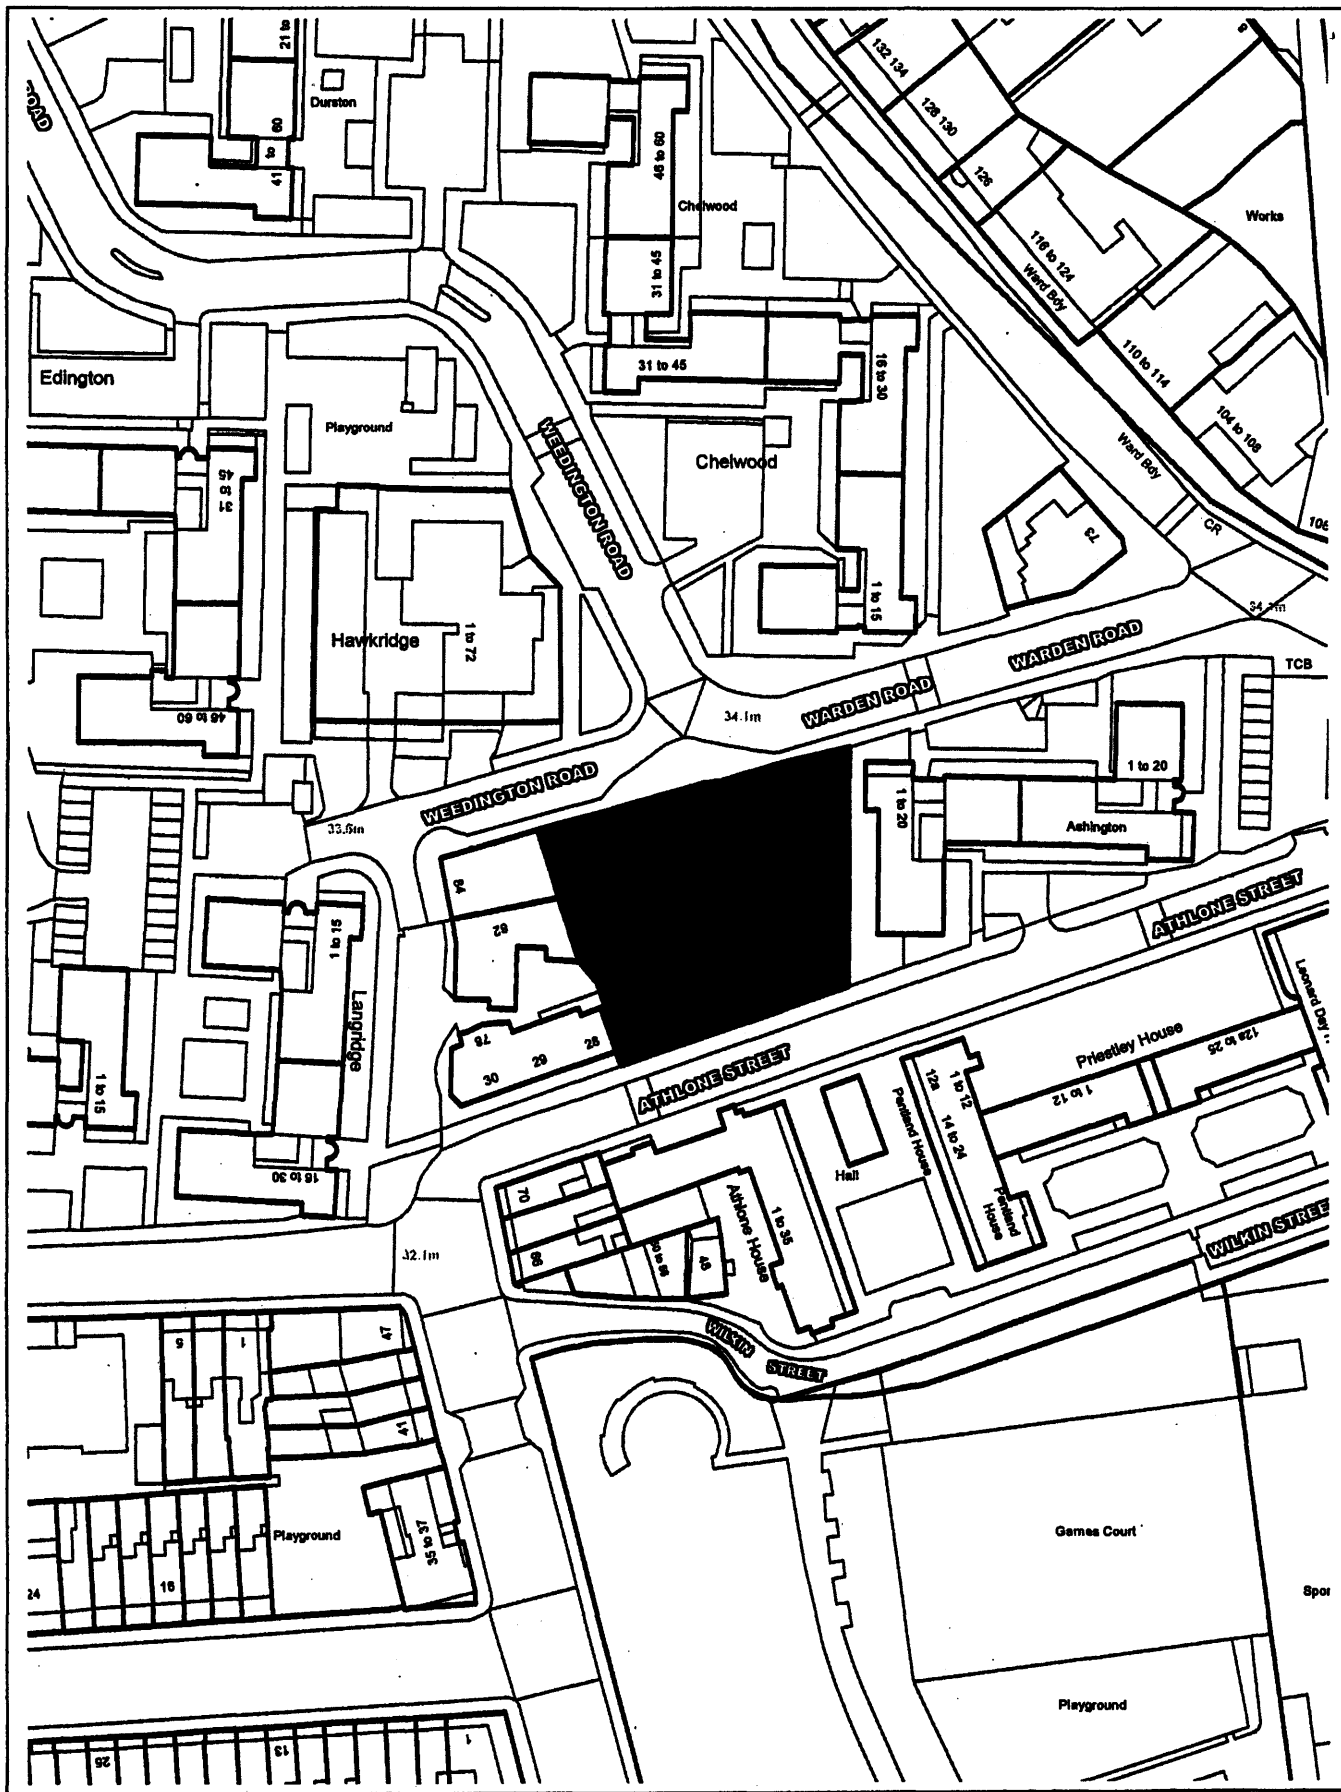 21 to
Durston
60
to
41
ROAD
46 to 60
Chelwood
31 to 45
132 134
128 130
126
116 to 124
Ward Bdy
Works
8
110 to 114
104 to 108
Ward Bdy
CR
106
Edington
Playground
31 to 45
WEEDINGTON ROAD
31 to 45
16 to 30
Chelwood
1 to 15
73
Hawkridge
1 to 72
46 to 60
WARDEN ROAD
WARDEN ROAD
34.1m
TCB
WEEDINGTON ROAD
33.6m
84
82
1 to 20
1 to 20
Ashington
ATHLONE STREET
1 to 15
Langridge
78
30
29
28
ATHLONE STREET
1 to 15
16 to 30
Leonard Day
Priestley House
12a to 25
1 to 12
1 to 12
12a
14 to 24
Pentland House
Pentland House
Hall
70
66
Athlone House
1 to 35
48
WILKIN STREE
32.1m
WILKIN
STREET
5
1
47
41
Playground
35 to 37
24
16
Games Court
Spor
Playground
25
13
1